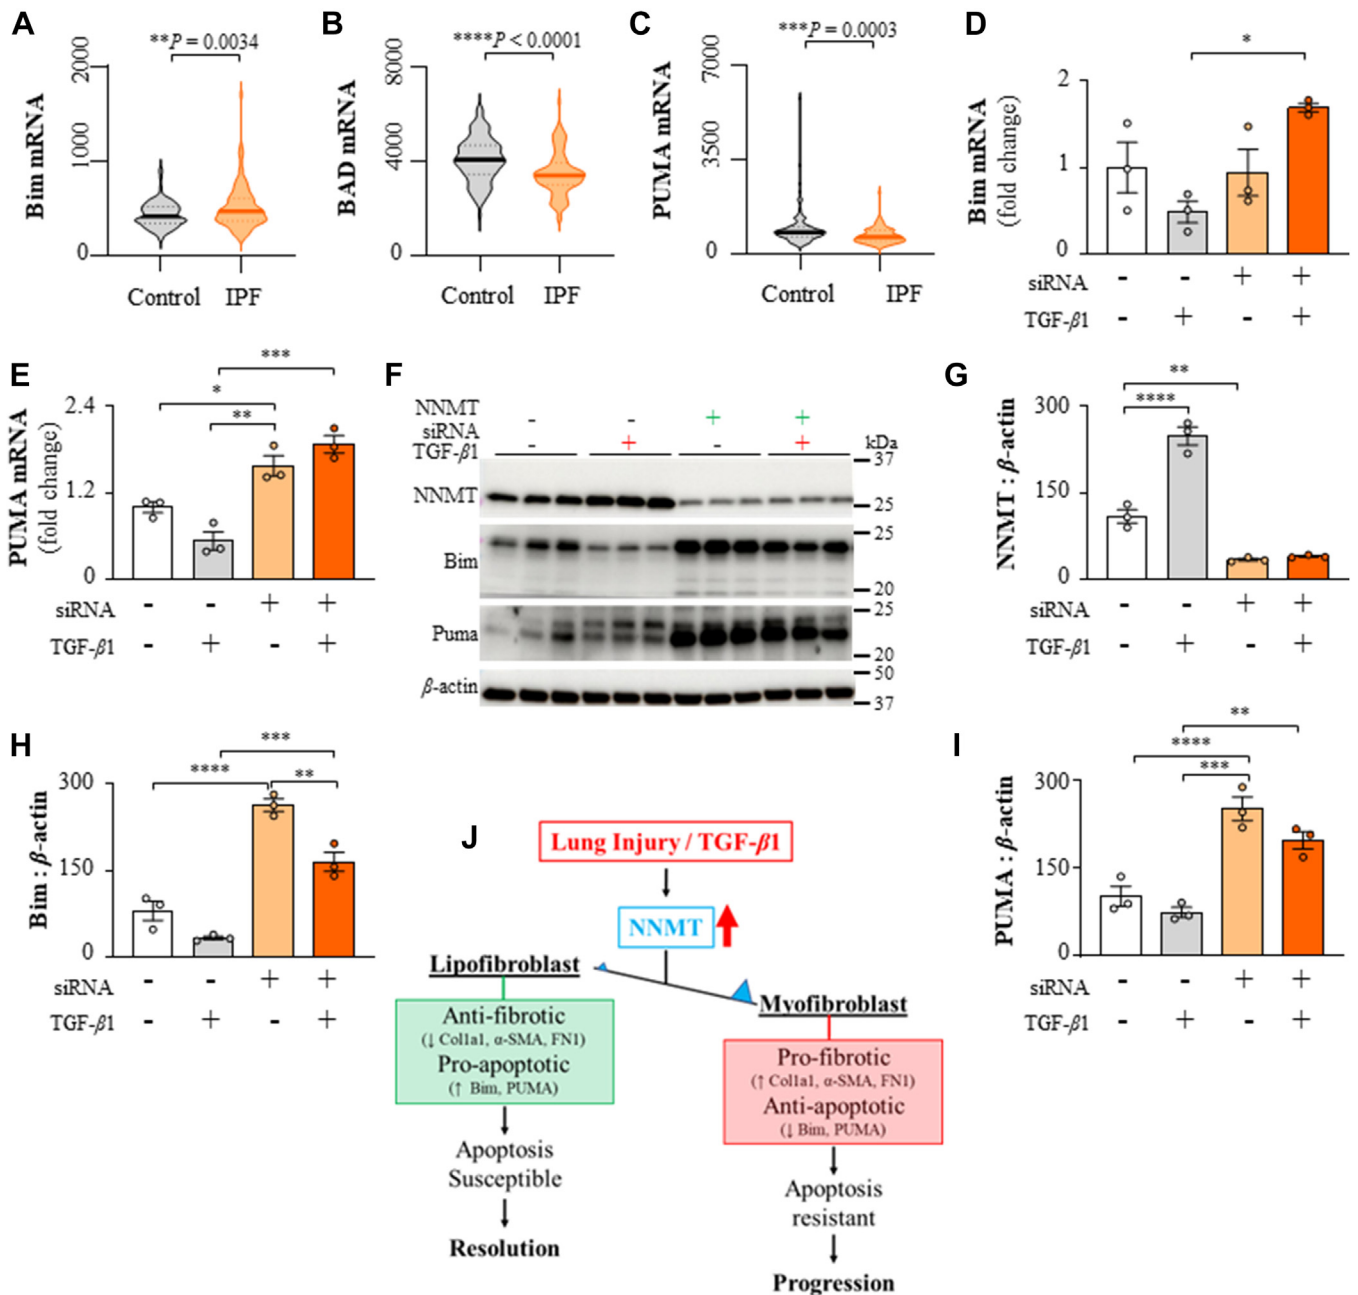 A
**P = 0.0034
Bim mRNA
2000
1000
0
Control IPF
B
****P < 0.0001
BAD mRNA
8000
4000
0
Control IPF
C
***P = 0.0003
PUMA mRNA
7000
3500
0
Control IPF
D
*
Bim mRNA
(fold change)
2
1
0
siRNA - - + +
TGF-β1 - + - +
E
***
*
**
PUMA mRNA
(fold change)
2.4
1.2
0
siRNA - - + +
TGF-β1 - + - +
F
NNMT
siRNA - - + +
TGF-β1 - + - +
kDa
37
NNMT
25
25
Bim
20
25
Puma
20
50
β-actin
37
G
**
****
NNMT : β-actin
300
150
0
siRNA - - + +
TGF-β1 - + - +
H
***
**** **
Bim : β-actin
300
150
0
siRNA - - + +
TGF-β1 - + - +
J
Lung Injury / TGF-β1
NNMT
Lipofibroblast
Anti-fibrotic
(↓ Col1a1, α-SMA, FN1)
Pro-apoptotic
(↑ Bim, PUMA)
Apoptosis
Susceptible
Resolution
Myofibroblast
Pro-fibrotic
(↑ Col1a1, α-SMA, FN1)
Anti-apoptotic
(↓ Bim, PUMA)
Apoptosis
resistant
Progression
I
**
****
***
PUMA : β-actin
300
150
0
siRNA - - + +
TGF-β1 - + - +